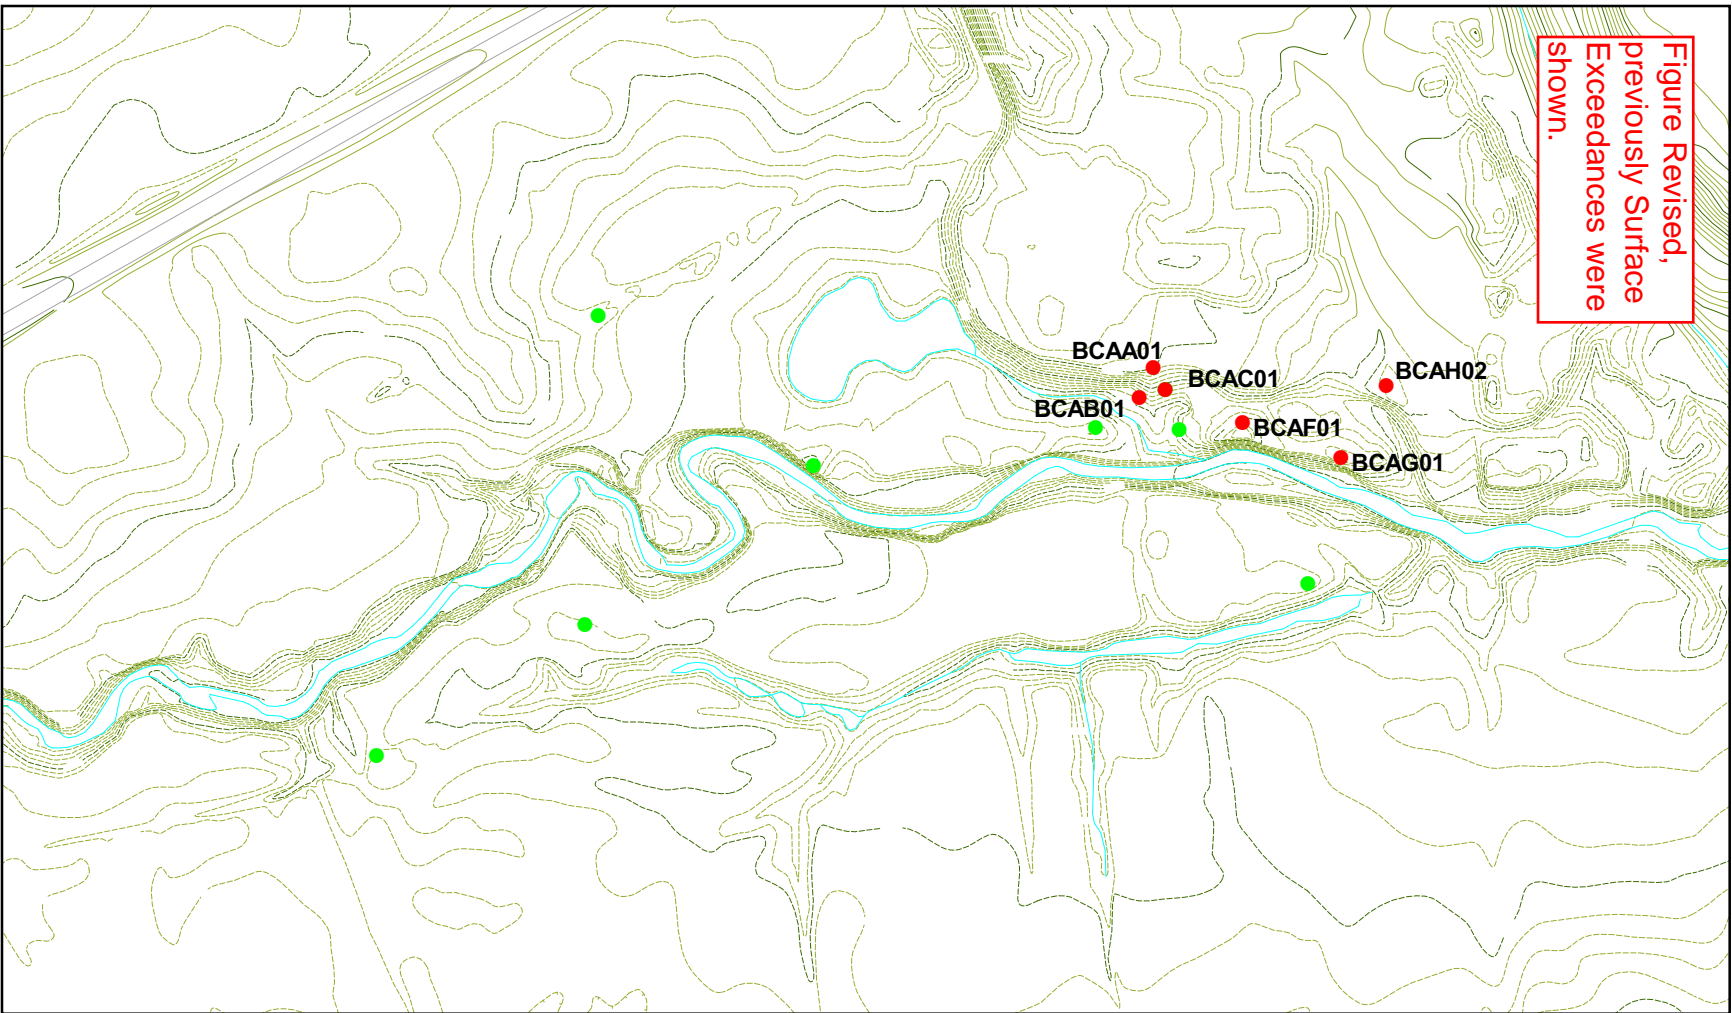 Figure Revised,
previously Surface
Exceedances were
shown.
BCAA01
BCAC01
BCAH02
BCAB01
BCAF01
BCAG01